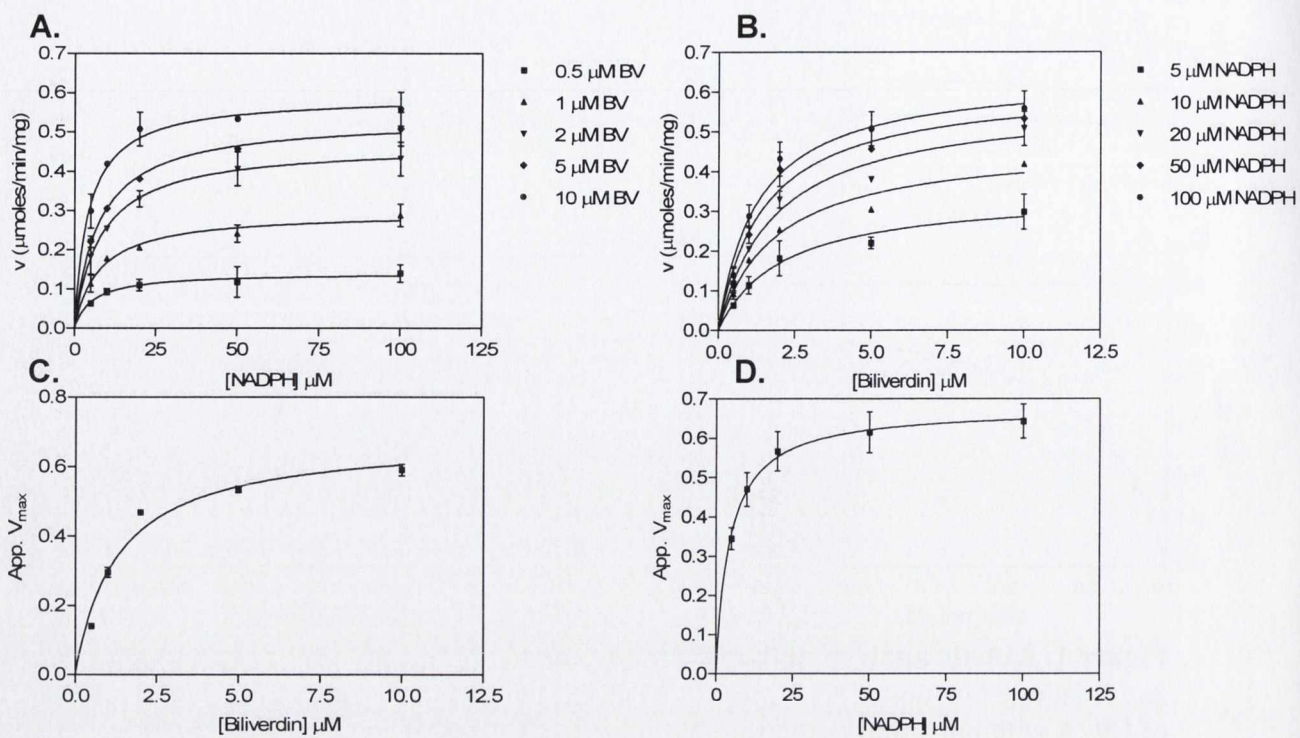 A.
0.7
0.6
0.5
0.4
0.3
0.2
0.1
0.0
v (μmoles/min/mg)
0 25 50 75 100 125
[NADPH] μM
0.5 μM BV
1 μM BV
2 μM BV
5 μM BV
10 μM BV
B.
0.7
0.6
0.5
0.4
0.3
0.2
0.1
0.0
v (μmoles/min/mg)
0.0 2.5 5.0 7.5 10.0 12.5
[Biliverdin] μM
5 μM NADPH
10 μM NADPH
20 μM NADPH
50 μM NADPH
100 μM NADPH
C.
0.8
0.6
0.4
0.2
0.0
App. Vmax
0.0 2.5 5.0 7.5 10.0 12.5
[Biliverdin] μM
D.
0.7
0.6
0.5
0.4
0.3
0.2
0.1
0.0
App. Vmax
0 25 50 75 100 125
[NADPH] μM